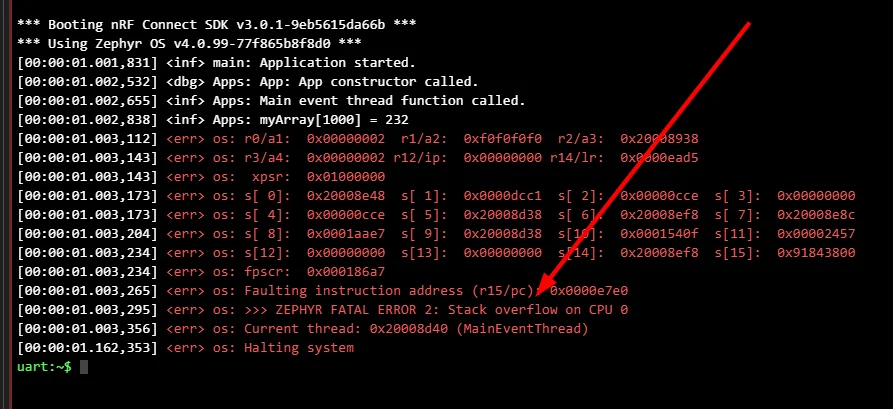 *** Booting nRF Connect SDK v3.0.1-9eb5615da66b ***
*** Using Zephyr OS v4.0.99-77f865b8f8d0 ***
[00:00:01.001,831] <inf> main: Application started.
[00:00:01.002,532] <dbg> Apps: App: App constructor called.
[00:00:01.002,655] <inf> Apps: Main event thread function called.
[00:00:01.002,838] <inf> Apps: myArray[1000] = 232
[00:00:01.003,112] <err> os: r0/a1:  0x00000002  r1/a2:  0xf0f0f0f0  r2/a3:  0x20008938
[00:00:01.003,143] <err> os: r3/a4:  0x00000002 r12/ip:  0x00000000 r14/lr:  0x0000ead5
[00:00:01.003,143] <err> os:  xpsr:  0x01000000
[00:00:01.003,173] <err> os: s[ 0]:  0x20008e48  s[ 1]:  0x0000dcc1  s[ 2]:  0x00000cce  s[ 3]:  0x00000000
[00:00:01.003,173] <err> os: s[ 4]:  0x00000cce  s[ 5]:  0x20008d38  s[ 6]:  0x20008ef8  s[ 7]:  0x20008e8c
[00:00:01.003,204] <err> os: s[ 8]:  0x0001aae7  s[ 9]:  0x20008d38  s[10]:  0x0001540f  s[11]:  0x00002457
[00:00:01.003,234] <err> os: s[12]:  0x00000000  s[13]:  0x00000000  s[14]:  0x20008ef8  s[15]:  0x91843800
[00:00:01.003,234] <err> os: fpscr:  0x000186a7
[00:00:01.003,265] <err> os: Faulting instruction address (r15/pc): 0x0000e7e0
[00:00:01.003,295] <err> os: >>> ZEPHYR FATAL ERROR 2: Stack overflow on CPU 0
[00:00:01.003,356] <err> os: Current thread: 0x20008d40 (MainEventThread)
[00:00:01.162,353] <err> os: Halting system
uart:~$